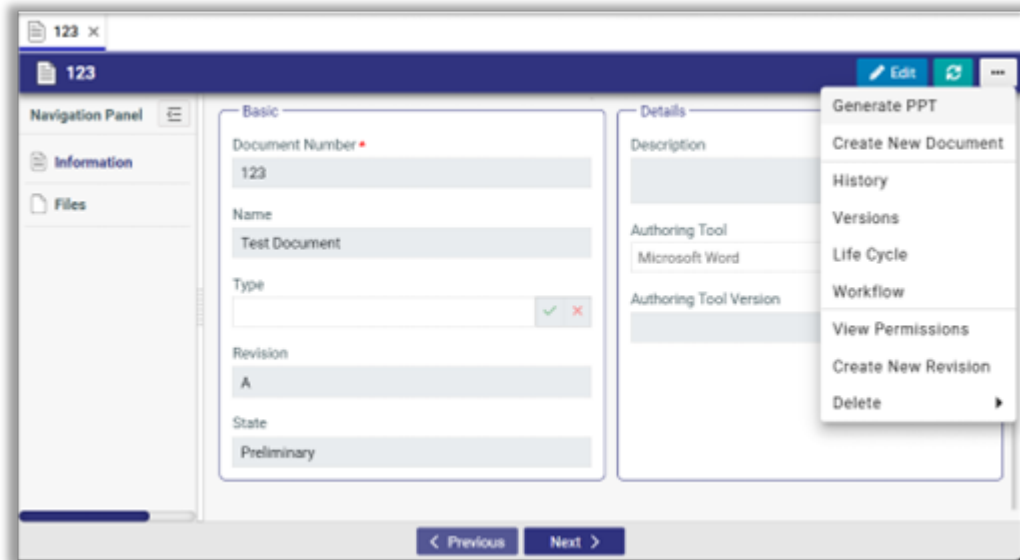 123 ×
123
Edit
Navigation Panel
Information
Files
Basic
Document Number •
123
Name
Test Document
Type
Revision
A
State
Preliminary
Details
Description
Authoring Tool
Microsoft Word
Authoring Tool Version
Generate PPT
Create New Document
History
Versions
Life Cycle
Workflow
View Permissions
Create New Revision
Delete
Previous
Next